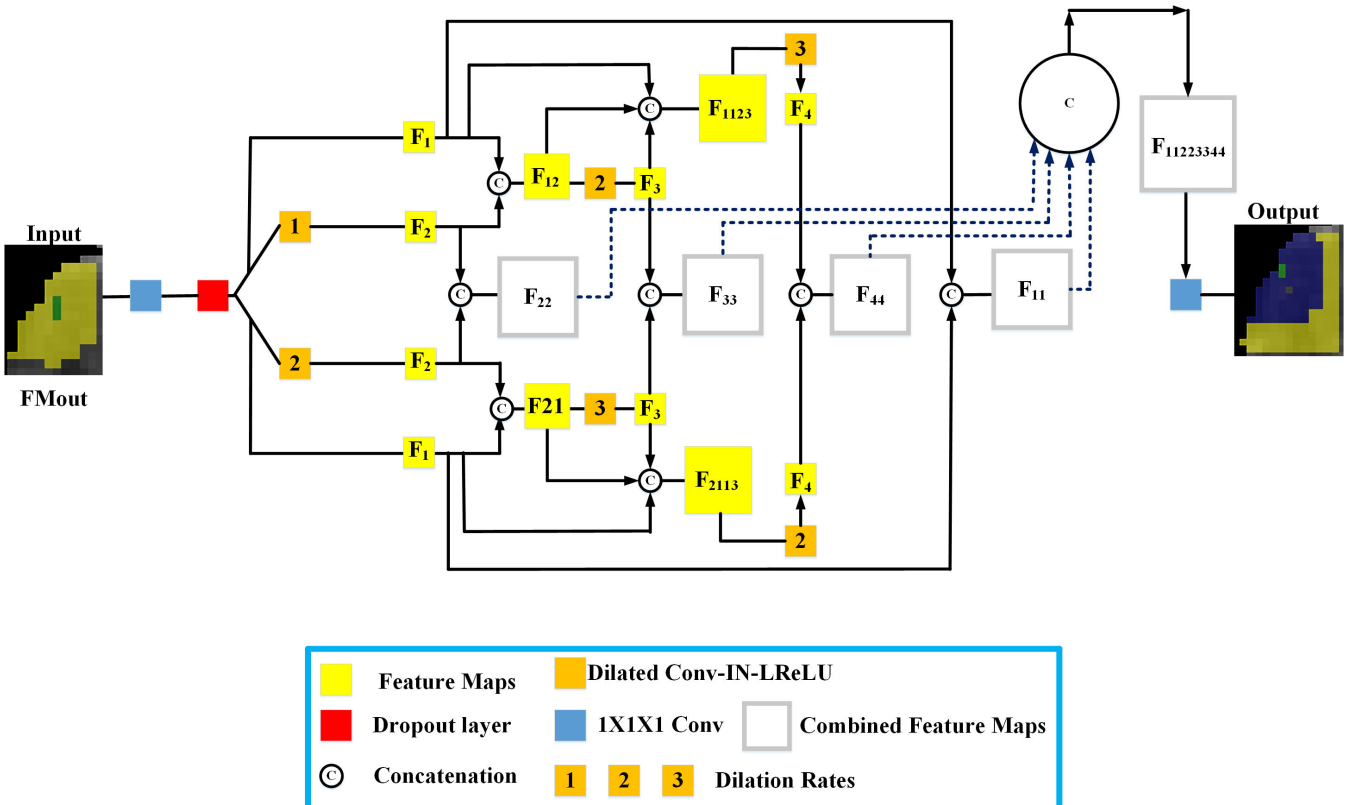 3
F1123
F4
C
C
F11223344
F1
F12
2
F3
C
1
F2
Input
Output
C
F22
C
F33
C
F44
C
F11
2
F2
FMout
C
F21
3
F3
F1
C
F2113
F4
2
Feature Maps
Dilated Conv-IN-LReLU
Dropout layer
1X1X1 Conv
Combined Feature Maps
C
Concatenation
1
2
3
Dilation Rates